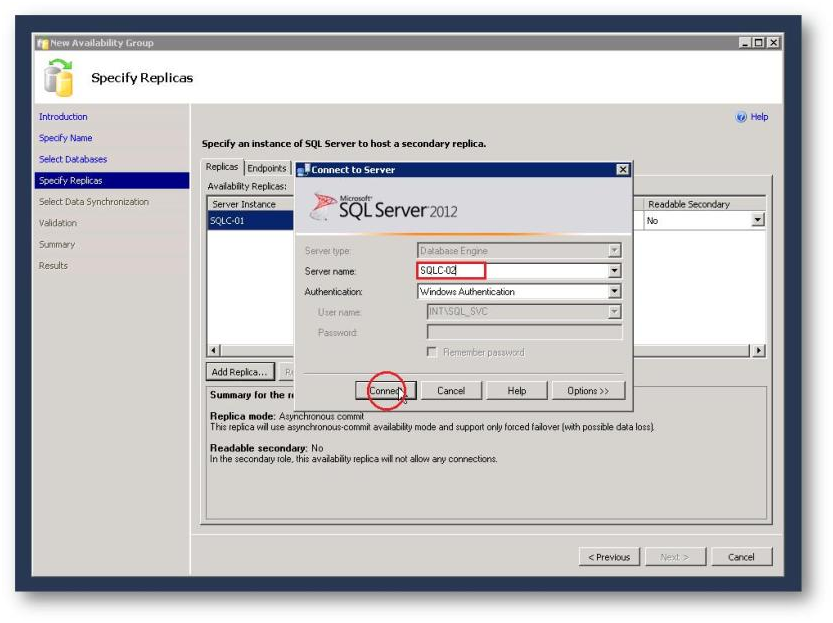 New Availability Group
Specify Replicas
Introduction
Help
Specify Name
Specify an instance of SQL Server to host a secondary replica.
Select Databases
Replicas Endpoints
Connect to Server
Specify Replicas
Availability Replicas:
Microsoft®
SQL Server 2012
Select Data Synchronization
Server Instance
Readable Secondary
SQLC-01
No
Validation
Summary
Results
Server type:
Database Engine
Server name:
SQLC-02
Authentication:
Windows Authentication
User name:
INT\SQL_SVC
Password:
Remember password
Add Replica...
Cancel
Help
Options >>
Summary for the
Replica mode: Asynchronous commit
This replica will use asynchronous-commit availability mode and support only forced failover (with possible data loss).
Readable secondary: No
In the secondary role, this availability replica will not allow any connections.
< Previous
Next >
Cancel